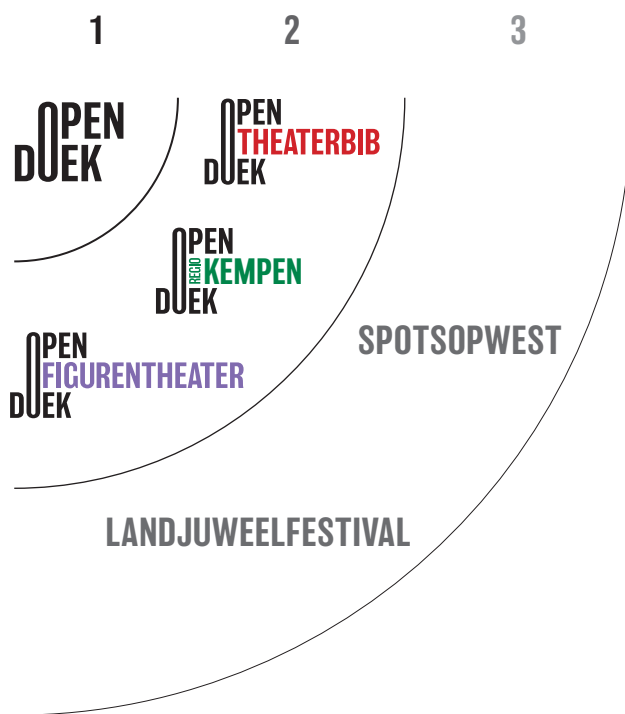 1 2 3
OPEN
DOEK
OPEN
THEATERBIB
DOEK
OPEN
REGIO KEMPEN
DOEK
SPOTSOPWEST
OPEN
FIGURENTHEATER
DOEK
LANDJUWEELFESTIVAL